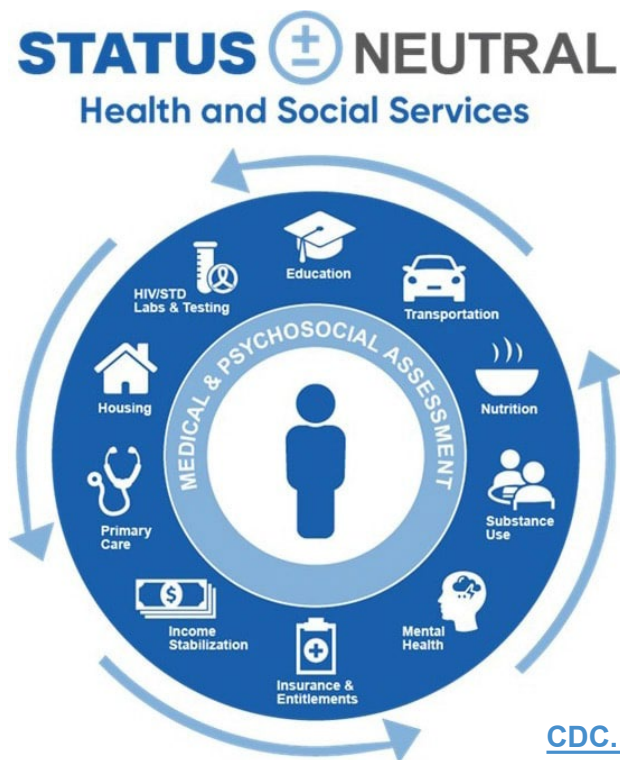 STATUS ± NEUTRAL
Health and Social Services
Education
Transportation
Nutrition
Substance
Use
Mental
Health
Insurance &
Entitlements
Income
Stabilization
Primary
Care
Housing
HIV/STD
Labs & Testing
MEDICAL & PSYCHOSOCIAL ASSESSMENT
$
CDC.